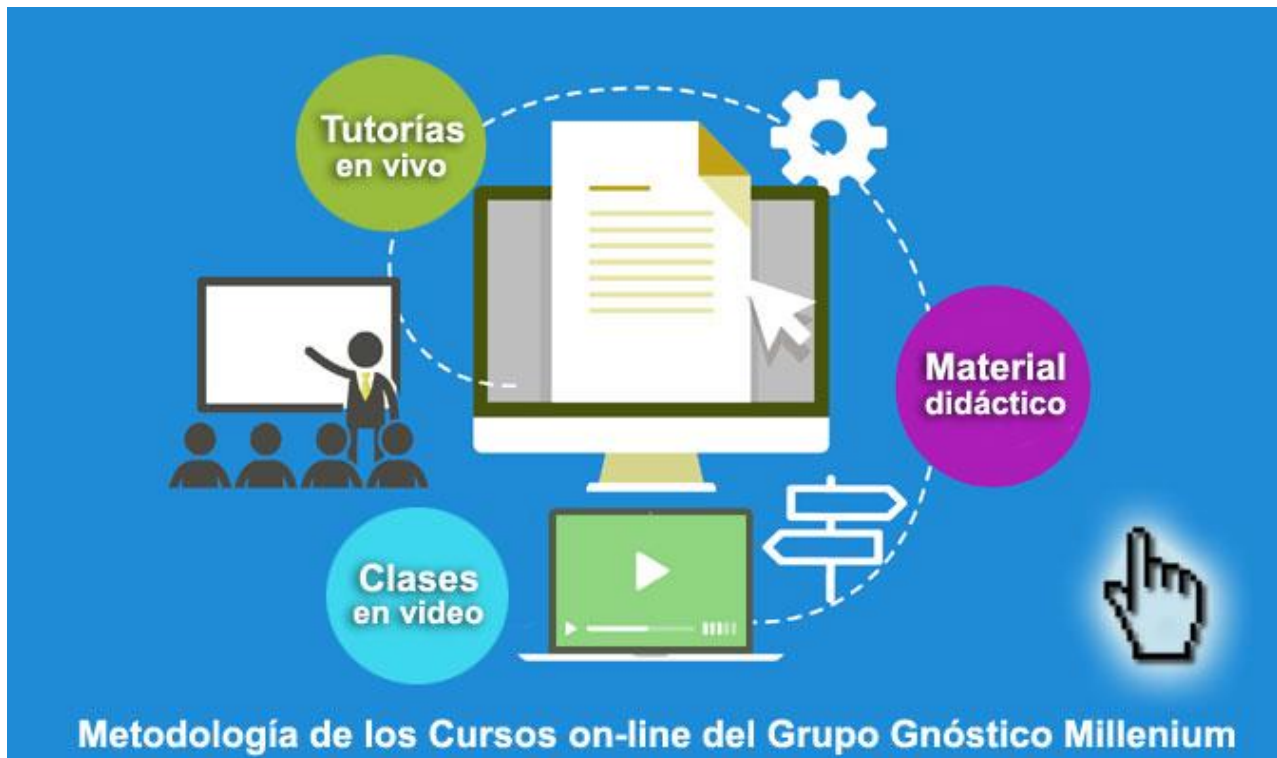 Tutorías
en vivo
Material
didáctico
Clases
en video
Metodología de los Cursos on-line del Grupo Gnóstico Millenium